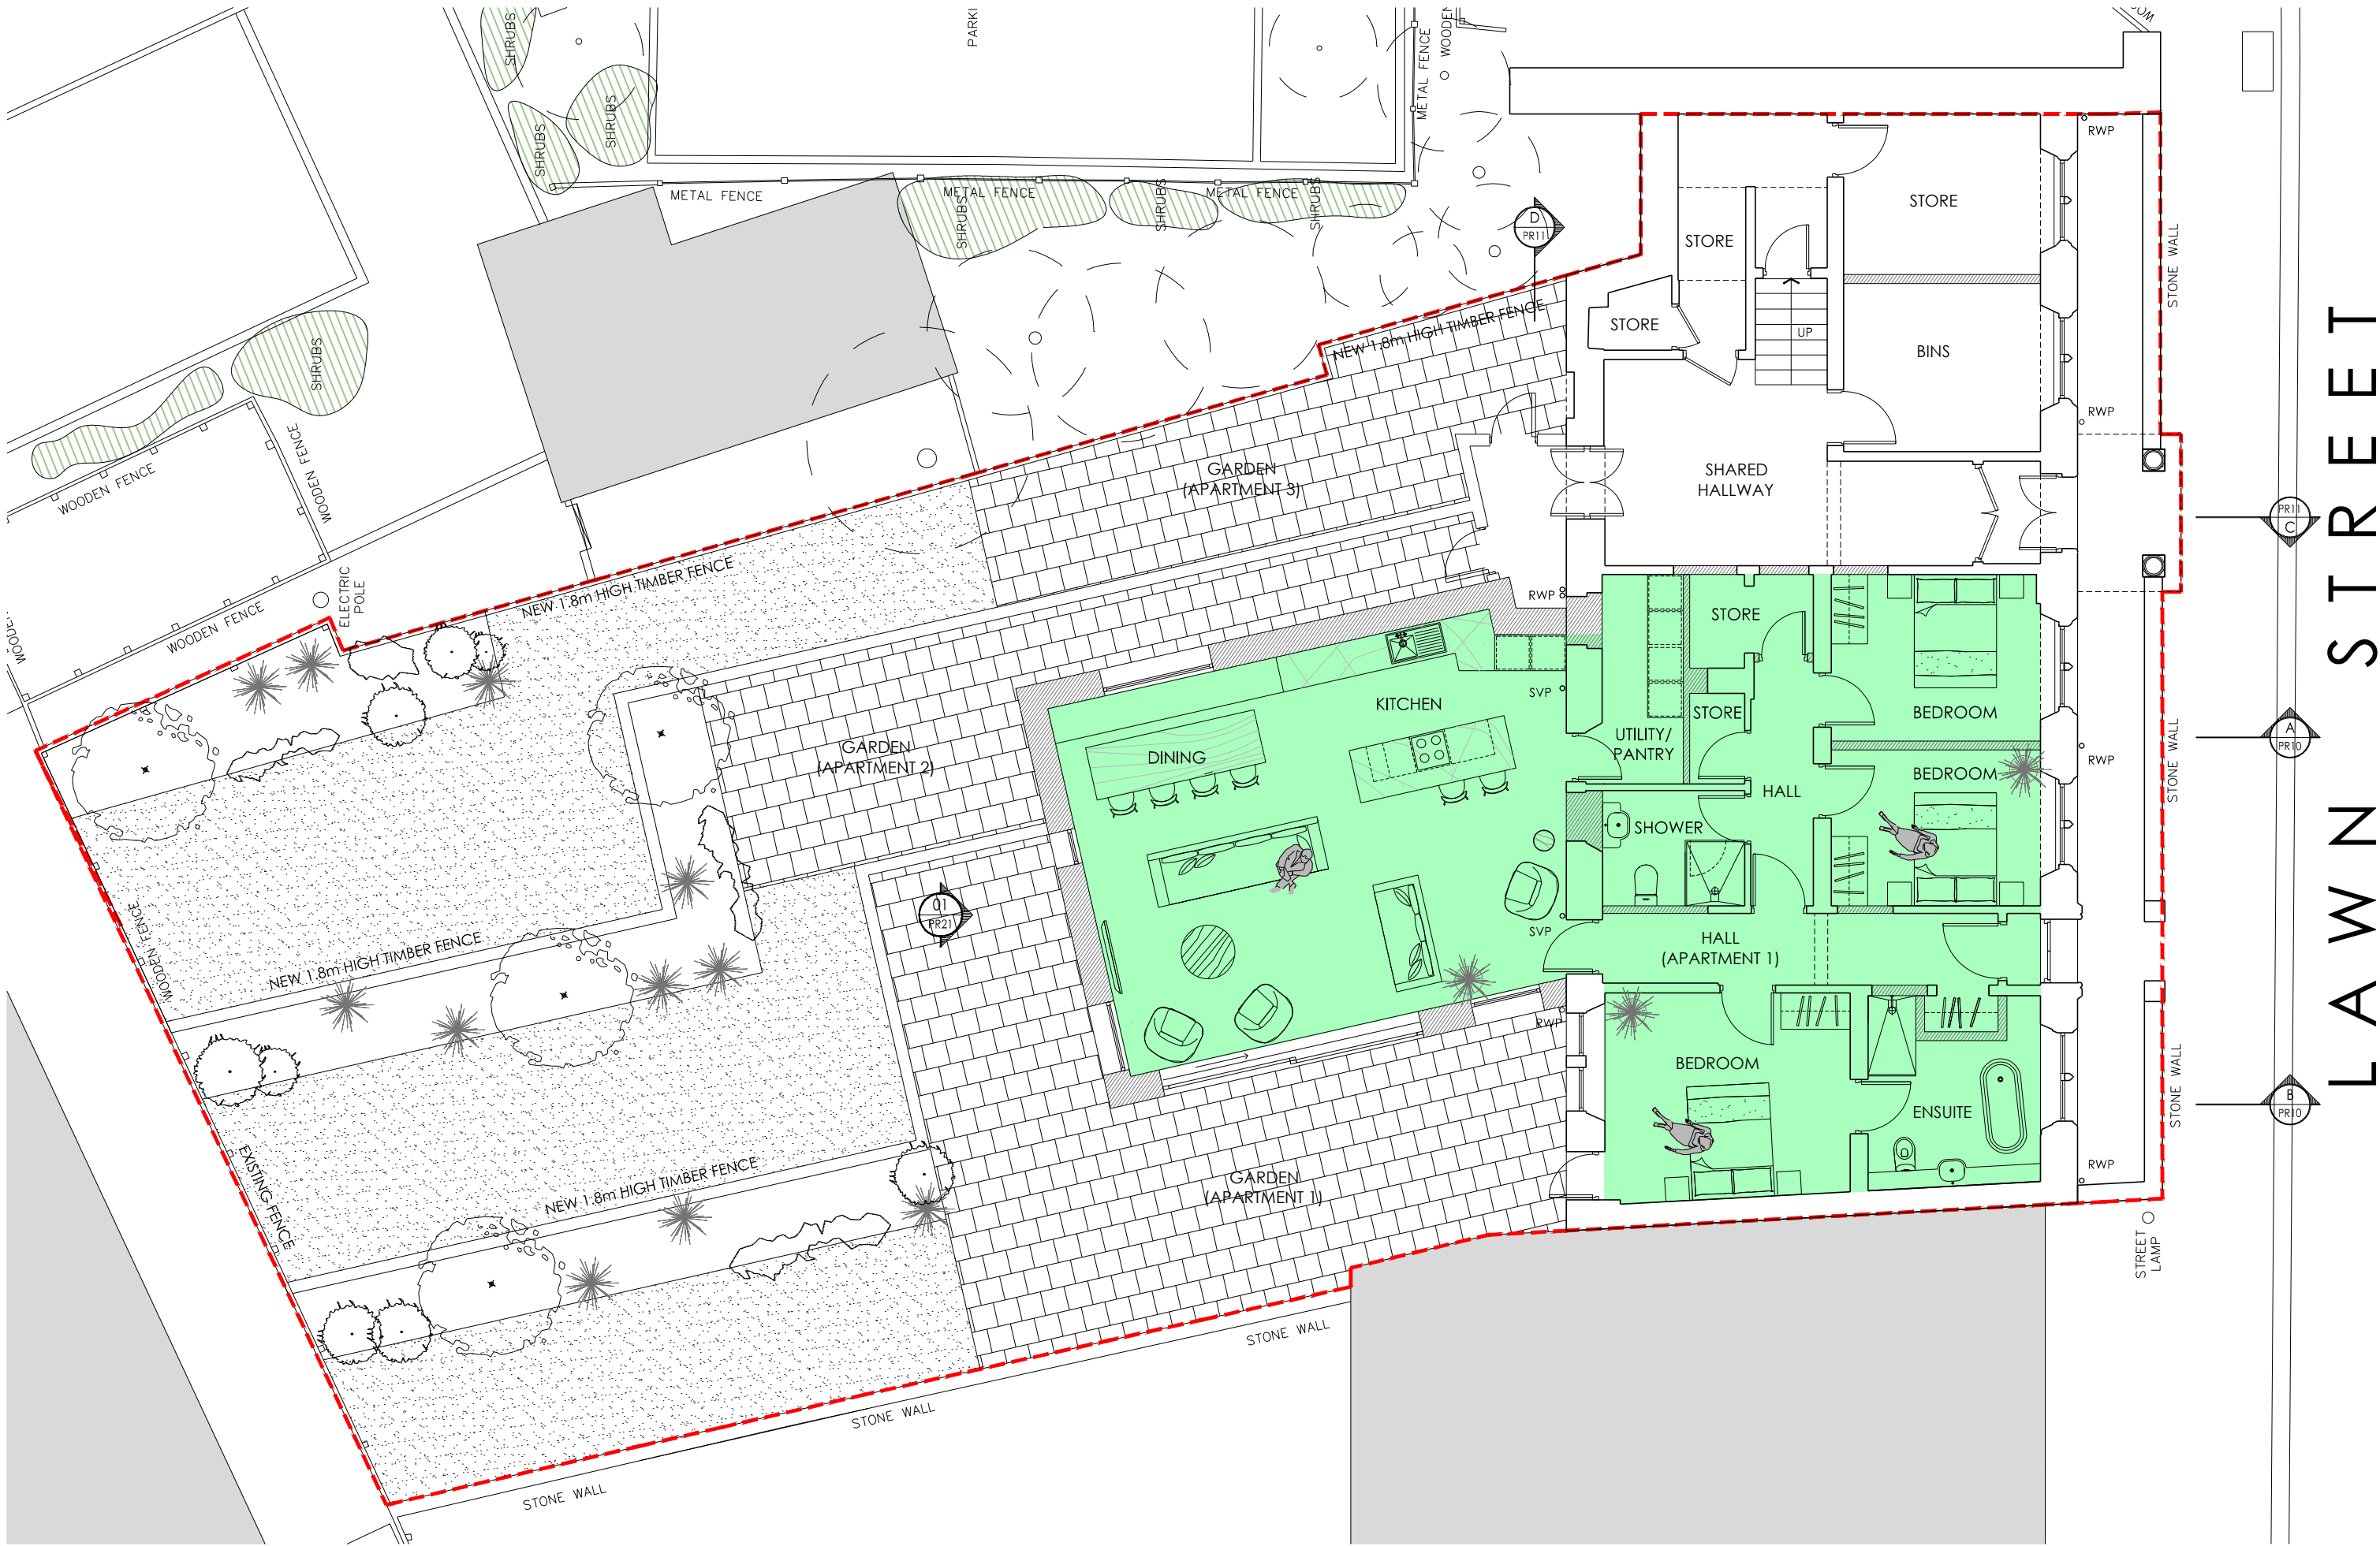 SHRUBS
PARKI
METAL FENCE
WOODEN
SHRUBS
SHRUBS
METAL FENCE
METAL FENCE
METAL FENCE
SHRUBS
SHRUBS
SHRUBS
RWP
STORE
STORE
STONE WALL
D
PR11
NEW 1.8m HIGH TIMBER FENCE
STORE
UP
BINS
SHRUBS
WOODEN FENCE
WOODEN FENCE
RWP
GARDEN
(APARTMENT 3)
SHARED
HALLWAY
PR11
C
LAWN STREET
ELECTRIC
POLE
NEW 1.8m HIGH TIMBER FENCE
WOODEN FENCE
RWP
STORE
KITCHEN
SVP
STORE
BEDROOM
STONE WALL
A
PR10
GARDEN
(APARTMENT 2)
DINING
UTILITY/
PANTRY
BEDROOM
RWP
HALL
SHOWER
01
PR21
WOODEN FENCE
NEW 1.8m HIGH TIMBER FENCE
SVP
HALL
(APARTMENT 1)
RWP
BEDROOM
ENSUITE
STONE WALL
B
PR10
EXISTING FENCE
NEW 1.8m HIGH TIMBER FENCE
GARDEN
(APARTMENT 1)
RWP
STREET
LAMP
STONE WALL
STONE WALL
STONE WALL